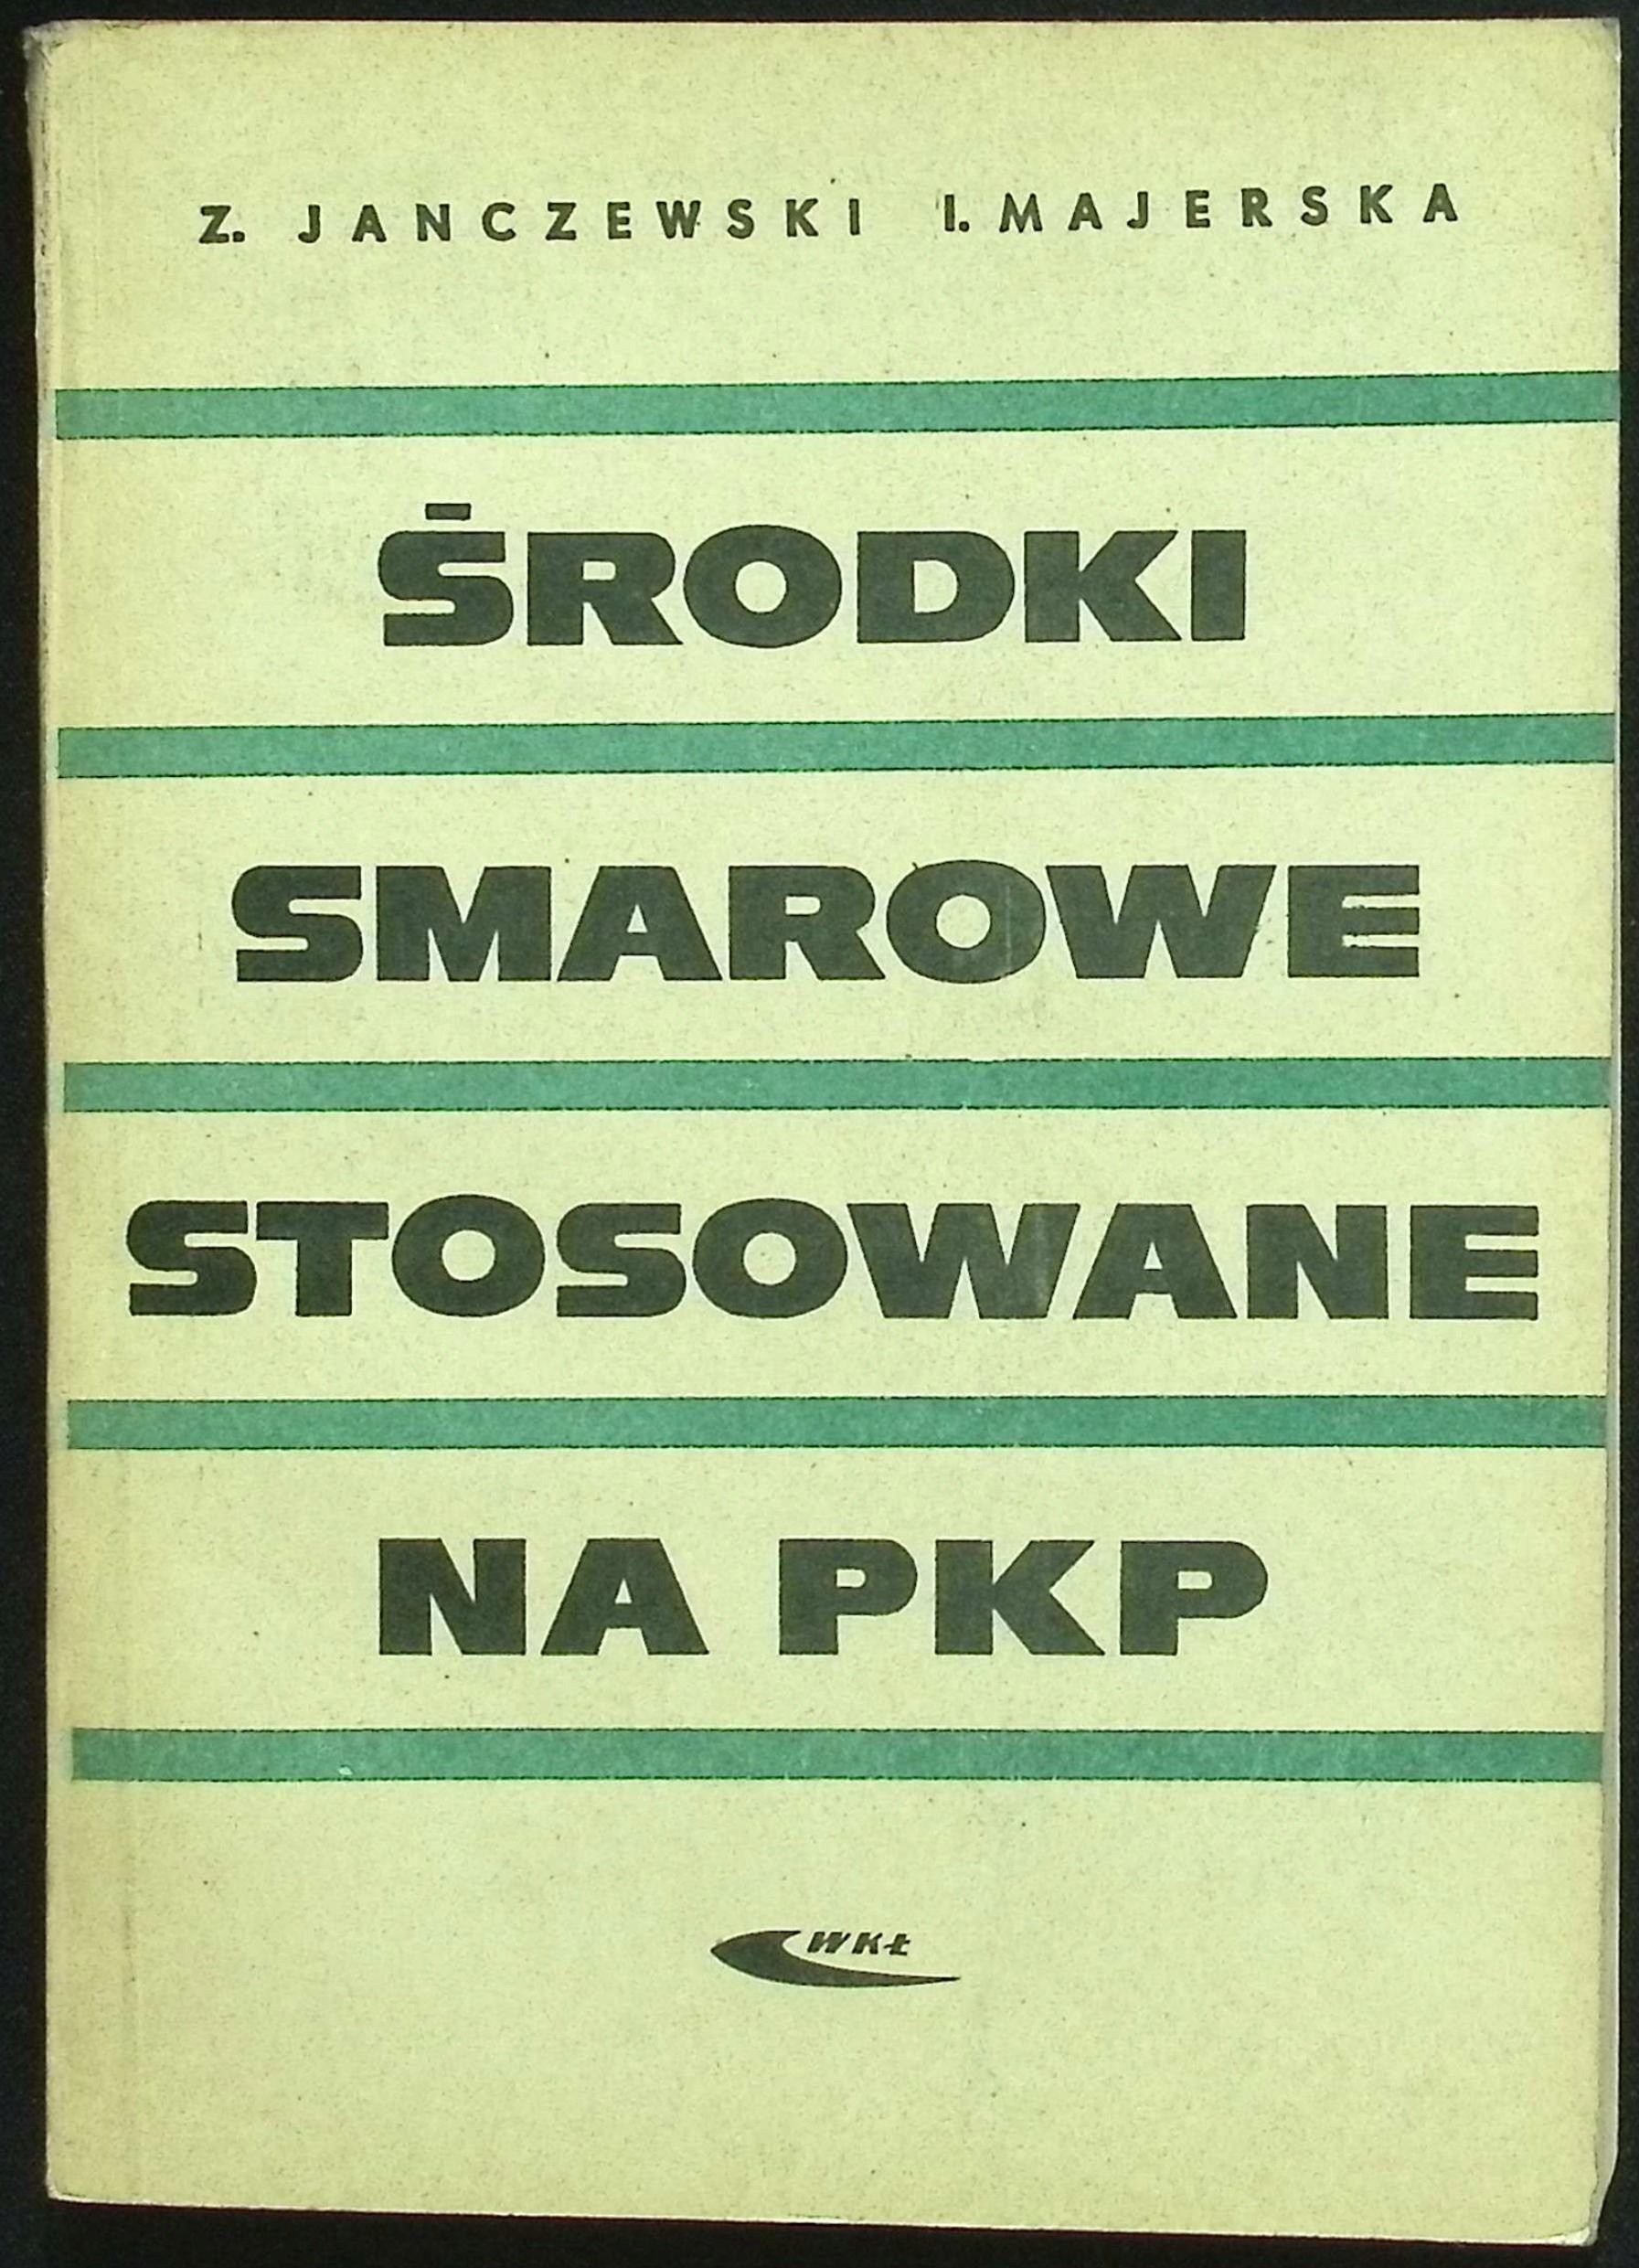 Z. JANCZEWSKI I. MAJERSKA
ŚRODKI
SMAROWE
STOSOWANE
NA PKP
WKŁ